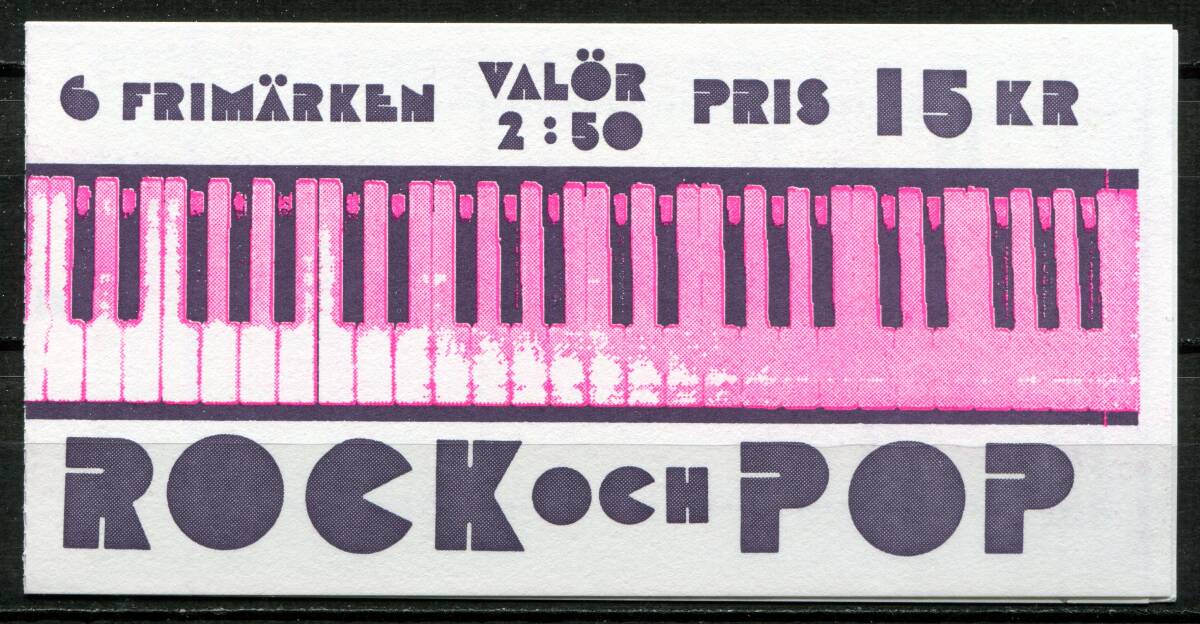 6 FRIMÄRKEN VALÖR 2:50 PRIS 15 KR
ROCK OCH POP